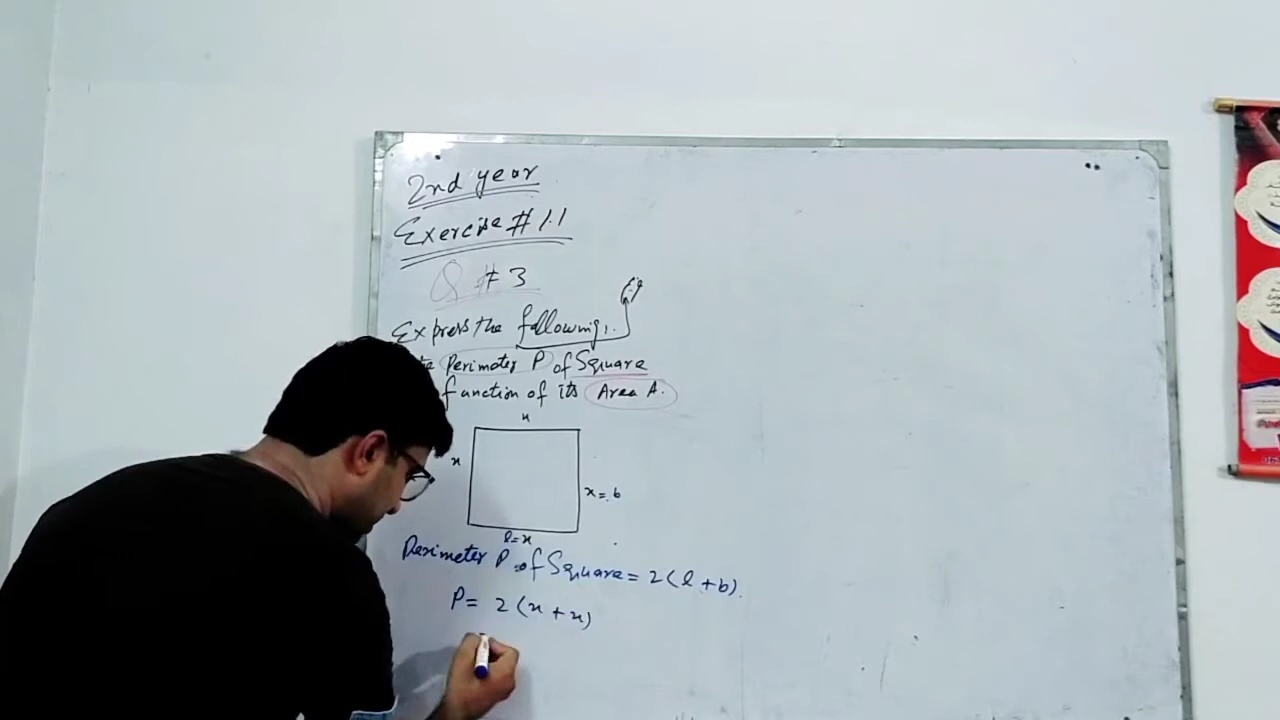 2nd year
Exercise # 1.1
Q # 3
Express the following:
Perimeter P of Square
function of its Area A.
x
x
x = b
l = x
Perimeter P of Square = 2(l + b).
P = 2(x + x)